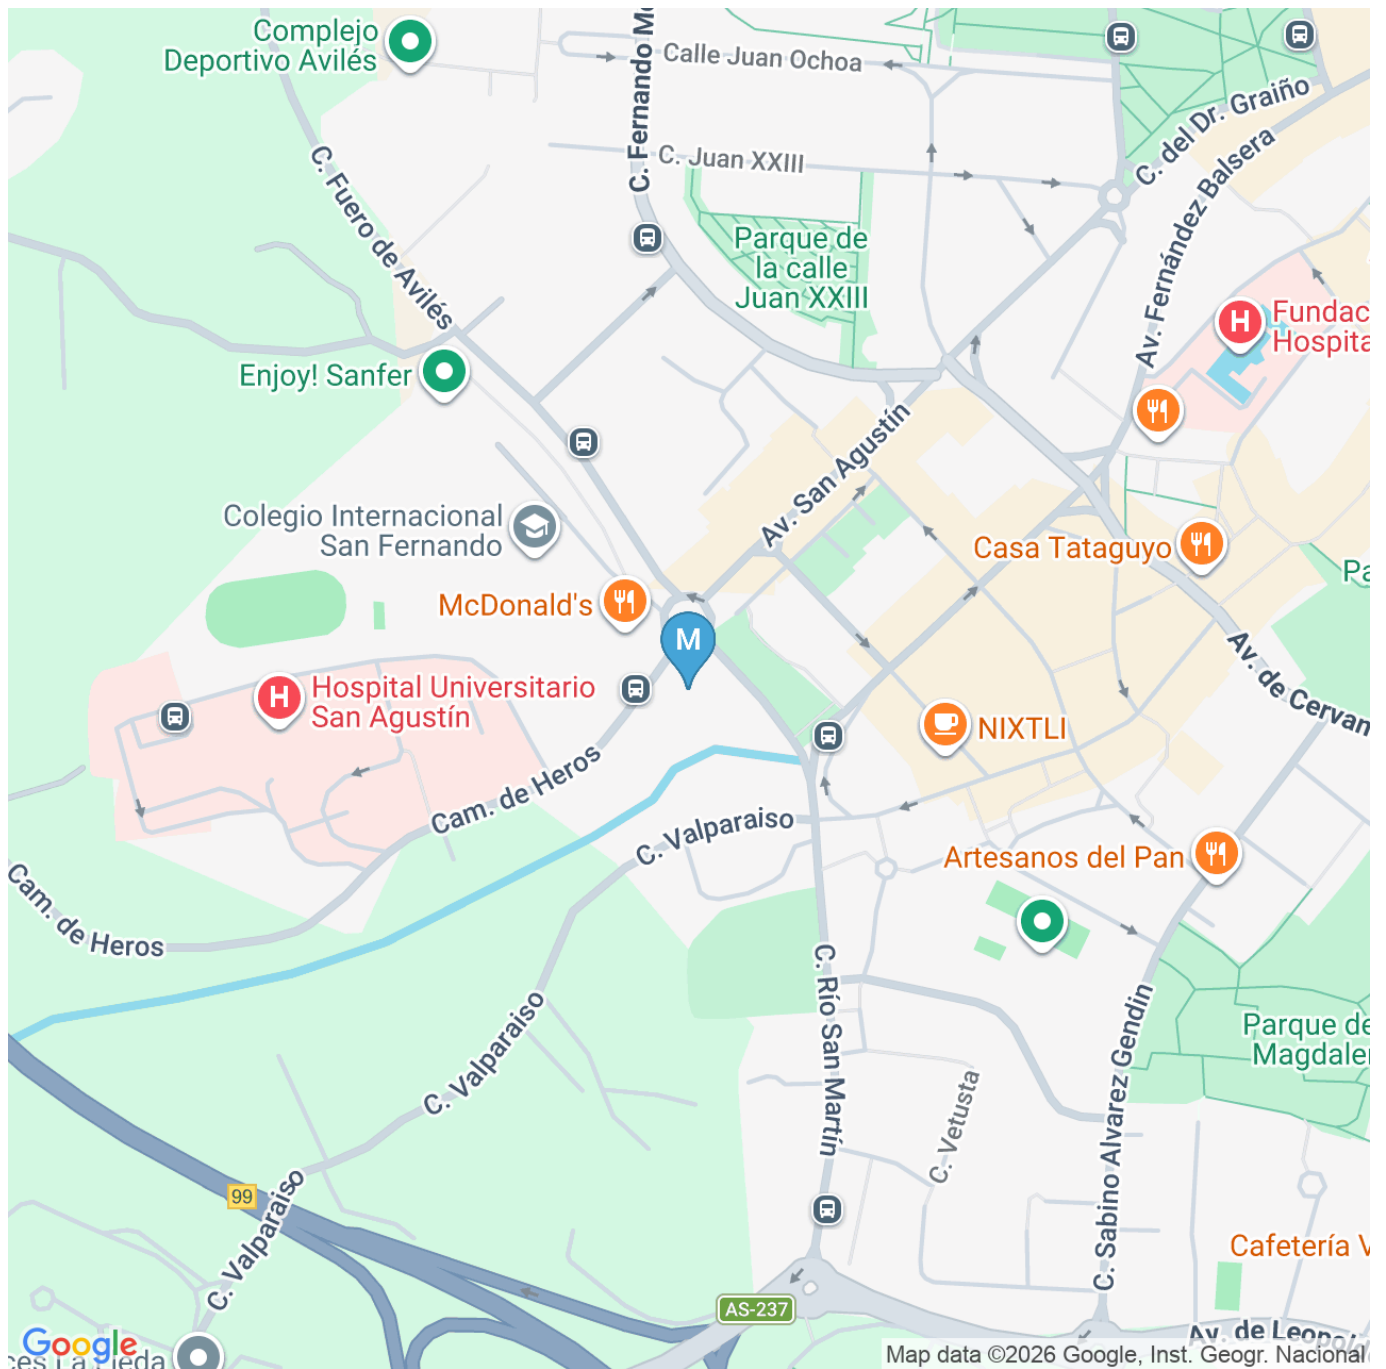 Complejo
Deportivo Avilés
C. Fernando M
Calle Juan Ochoa
C. del Dr. Graiño
C. Juan XXIII
C. Fuero de Avilés
Av. Fernández Balsera
Parque de
la calle
Juan XXIII
H
Fundac
Hospita
Enjoy! Sanfer
Av. San Agustín
Colegio Internacional
San Fernando
Casa Tataguyo
Pa
McDonald's
M
Av. de Cervan
H
Hospital Universitario
San Agustín
NIXTLI
Cam. de Heros
C. Valparaiso
Artesanos del Pan
Cam. de Heros
C. Río San Martín
C. Valparaiso
C. Sabino Alvarez Gendin
Parque de
Magdale
C. Vetusta
99
C. Valparaiso
Cafetería V
AS-237
Av. de Leopol
Google
Map data ©2026 Google, Inst. Geogr. Nacional